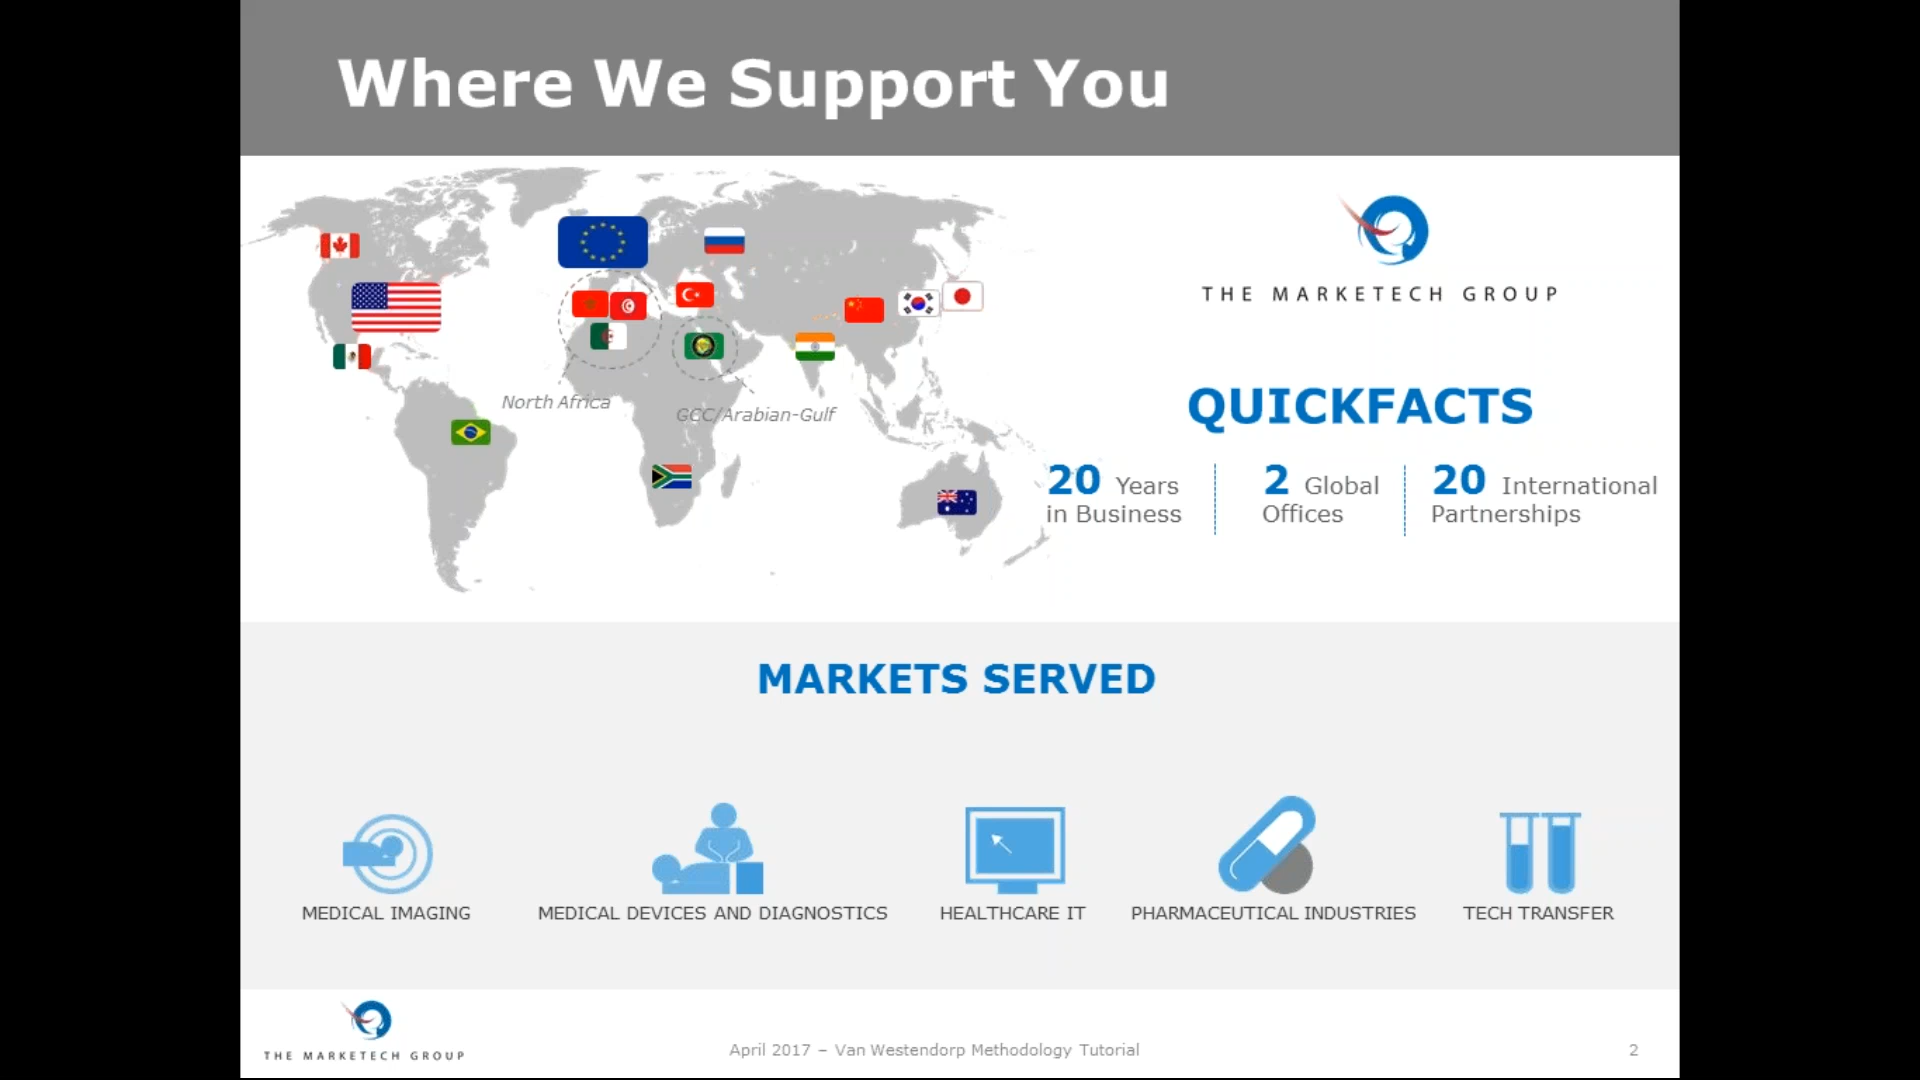 Where We Support You
THE MARKETECH GROUP
North Africa
GCC/Arabian-Gulf
QUICKFACTS
20 Years
in Business
2 Global
Offices
20 International
Partnerships
MARKETS SERVED
MEDICAL IMAGING
MEDICAL DEVICES AND DIAGNOSTICS
HEALTHCARE IT
PHARMACEUTICAL INDUSTRIES
TECH TRANSFER
THE MARKETECH GROUP
April 2017 – Van Westendorp Methodology Tutorial
2